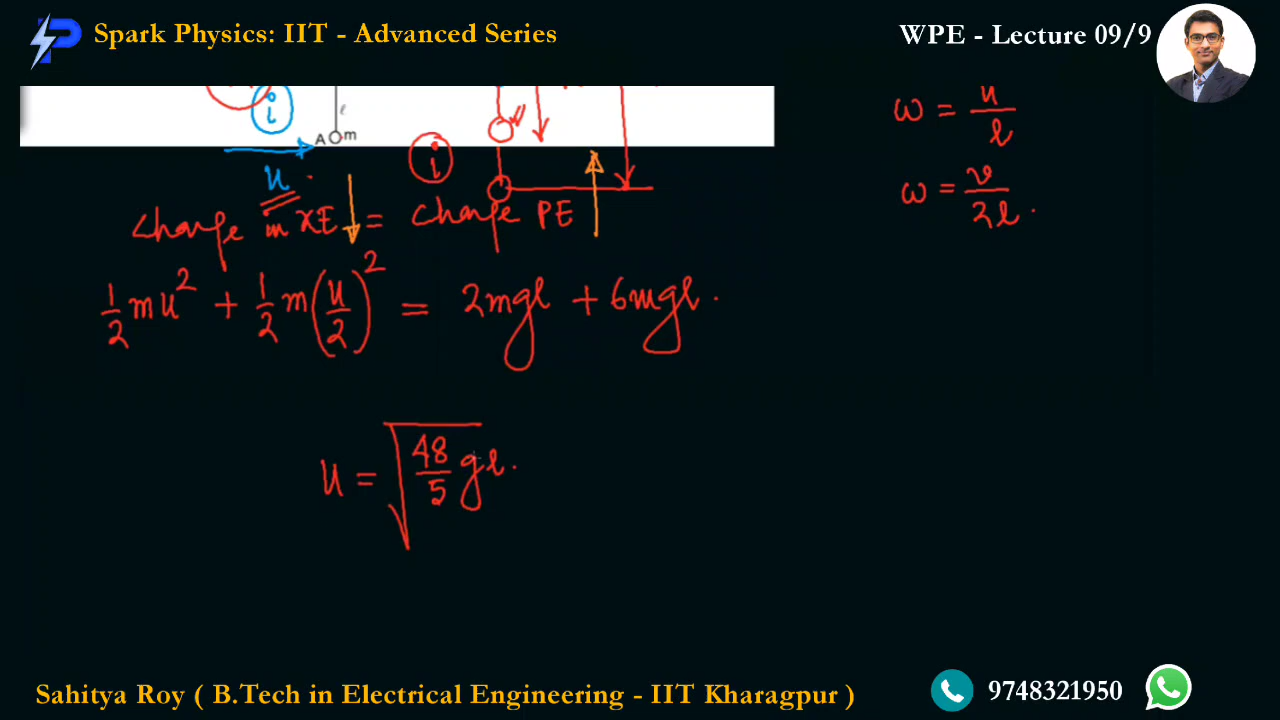 Spark Physics: IIT - Advanced Series
WPE - Lecture 09/9
i
l
A m
i
u
ω = u/l
ω = v/2l.
Change in KE = Change PE
1/2 mu² + 1/2 m(u/2)² = 2mgl + 6mgl.
u = √(48/5 gl).
Sahitya Roy ( B.Tech in Electrical Engineering - IIT Kharagpur )
9748321950